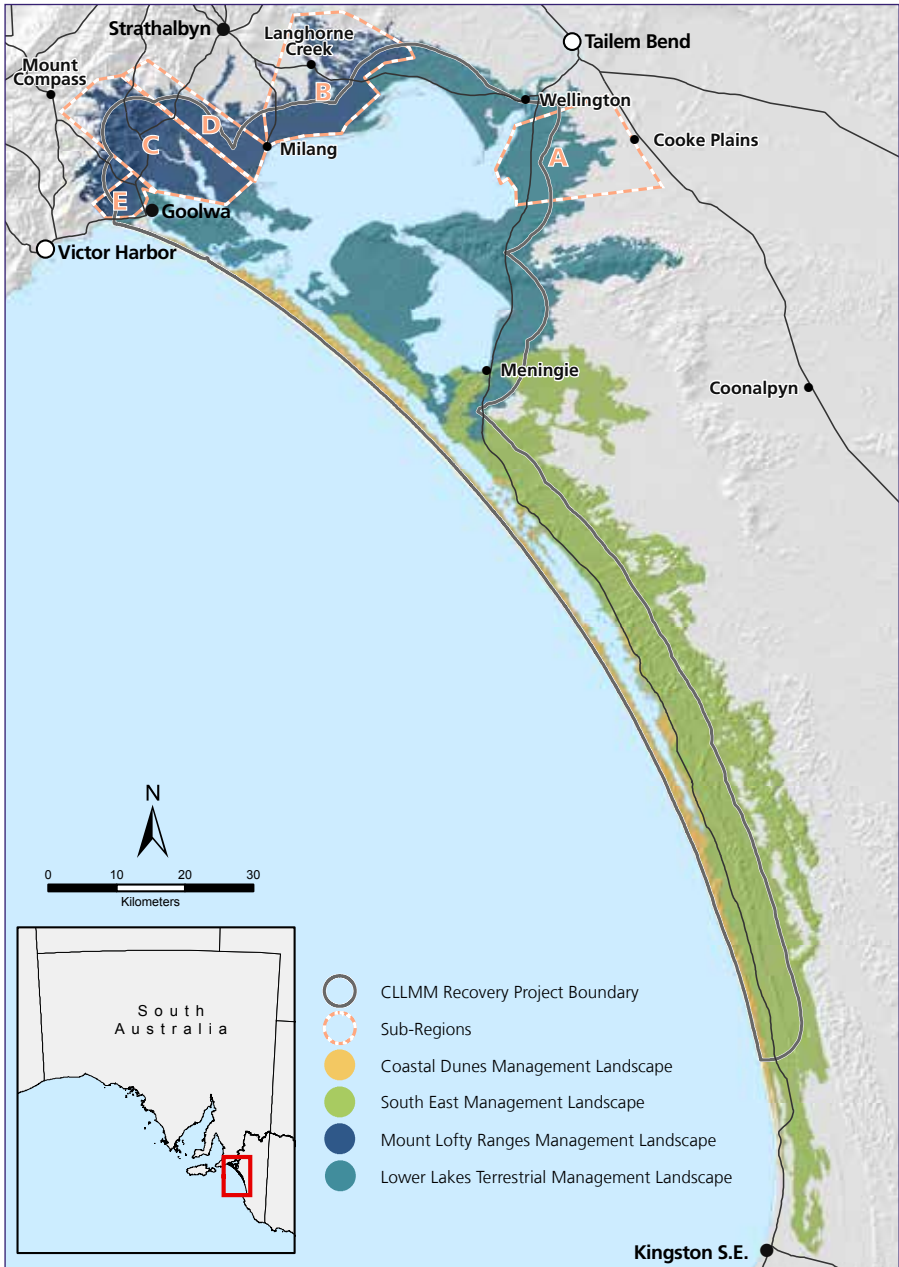 Strathalbyn
Langhorne
Creek
Tailem Bend
Mount
Compass
B
Wellington
D
Cooke Plains
C
Milang
A
E
Goolwa
Victor Harbor
Meningie
Coonalpyn
N
0 10 20 30
Kilometers
South
Australia
CLLMM Recovery Project Boundary
Sub-Regions
Coastal Dunes Management Landscape
South East Management Landscape
Mount Lofty Ranges Management Landscape
Lower Lakes Terrestrial Management Landscape
Kingston S.E.